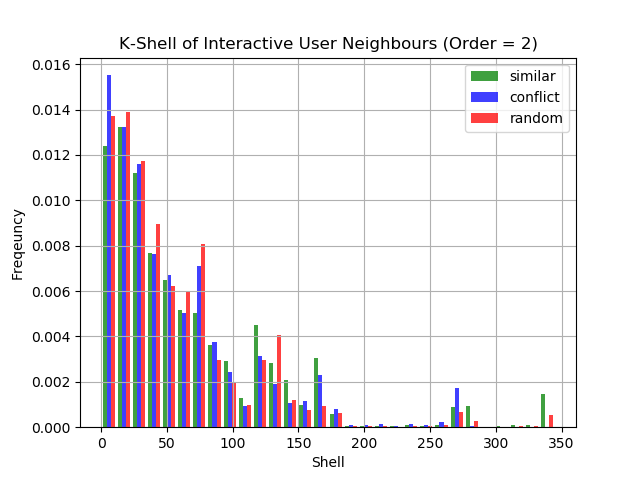 K-Shell of Interactive User Neighbours (Order = 2)
similar
conflict
random
Freqeuncy
0.016
0.014
0.012
0.010
0.008
0.006
0.004
0.002
0.000
0 50 100 150 200 250 300 350
Shell